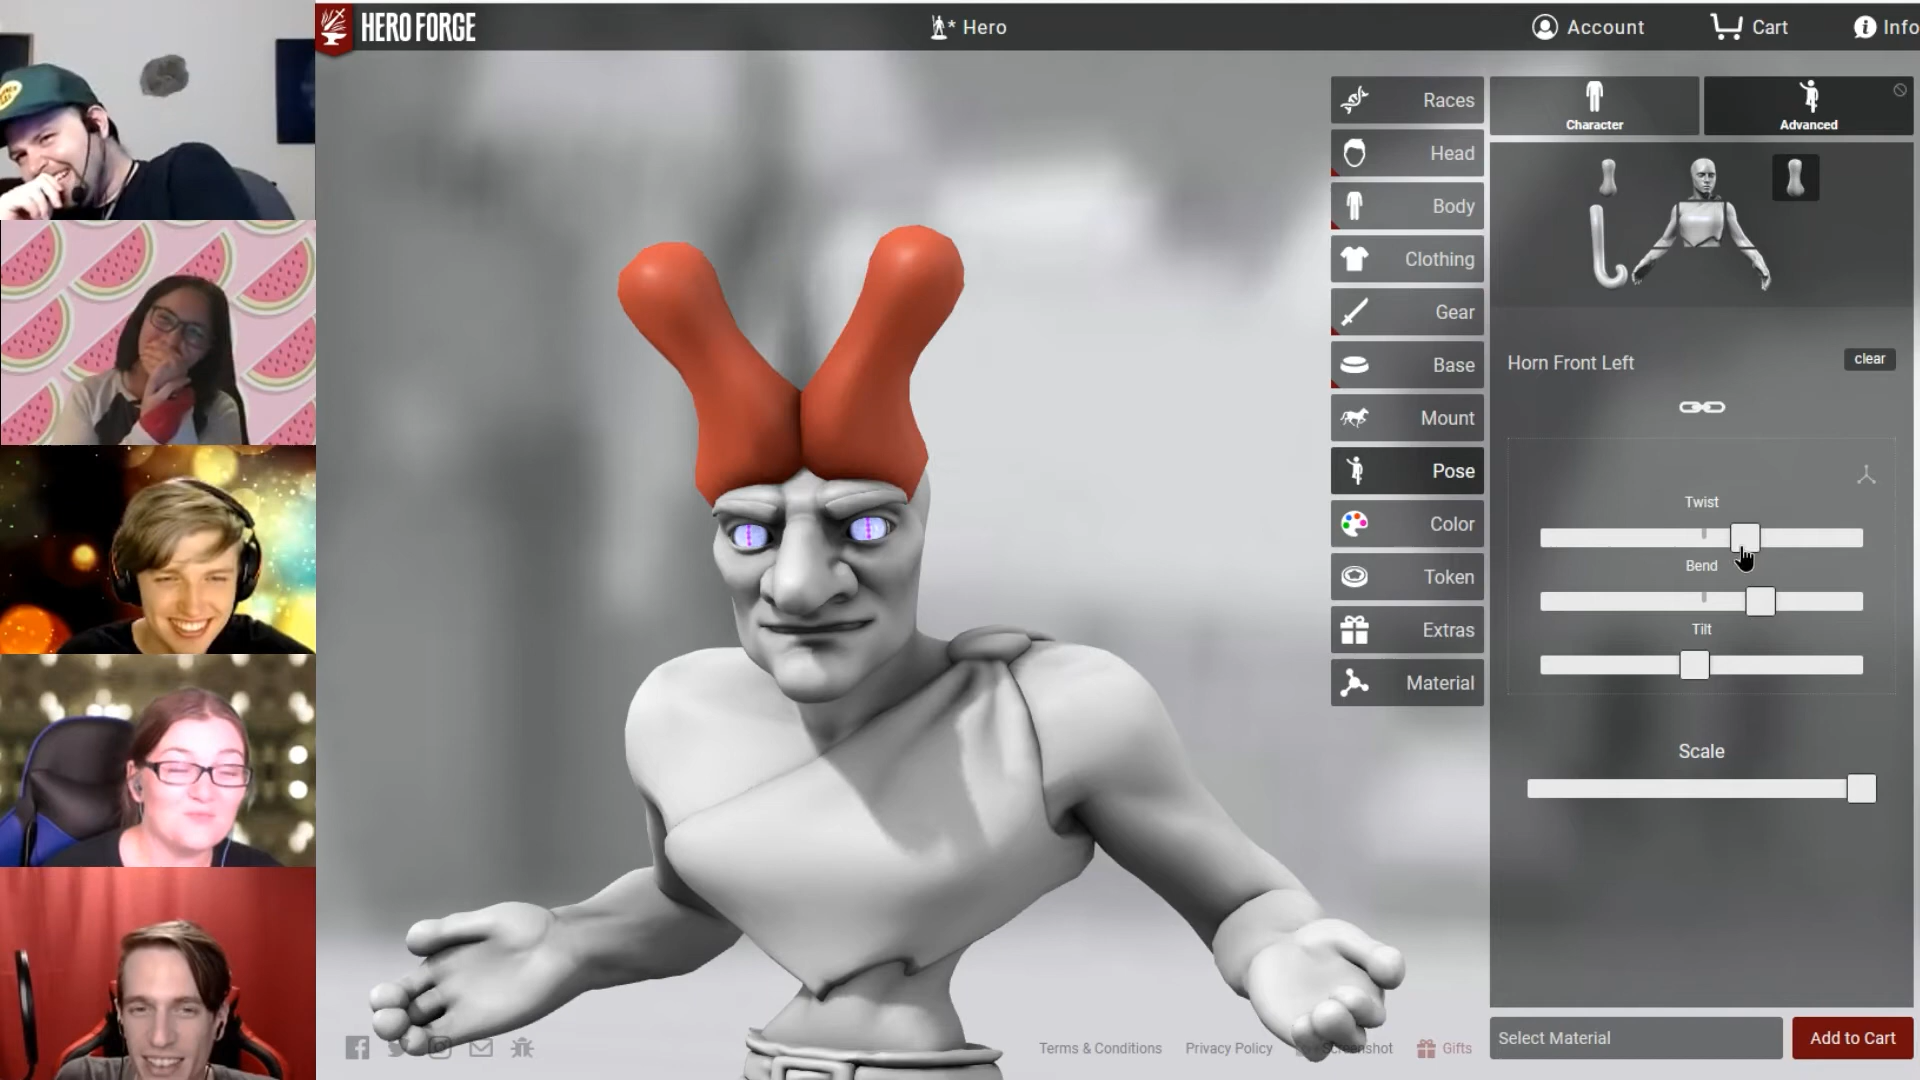 HERO FORGE
* Hero
Account
Cart
Info
Races
Head
Body
Clothing
Gear
Base
Mount
Pose
Color
Token
Extras
Material
Character
Advanced
Horn Front Left
clear
Twist
Bend
Tilt
Scale
Terms & Conditions
Privacy Policy
Screenshot
Gifts
Select Material
Add to Cart